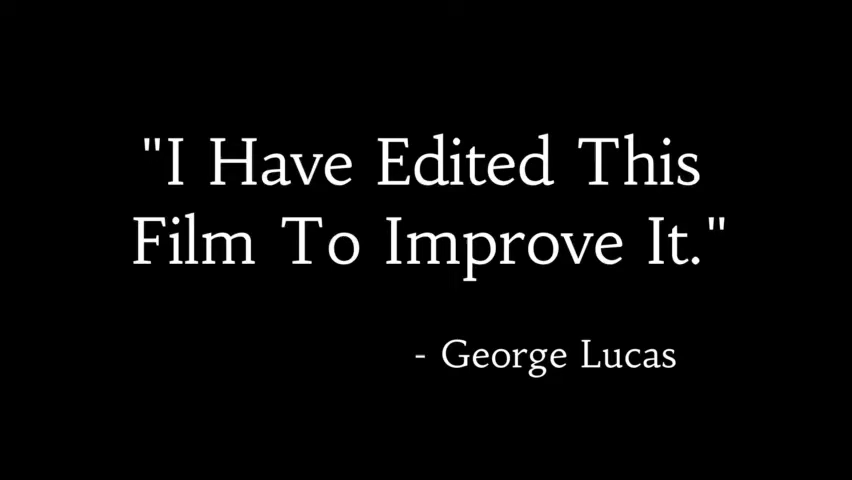 "I Have Edited This
Film To Improve It."
- George Lucas